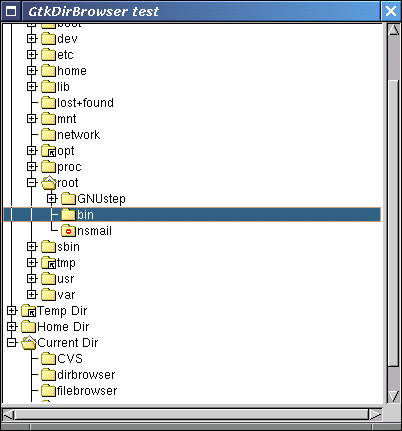 GtkDirBrowser test
boot
dev
etc
home
lib
lost+found
mnt
network
opt
proc
root
GNUstep
bin
nsmail
sbin
tmp
usr
var
Temp Dir
Home Dir
Current Dir
CVS
dirbrowser
filebrowser